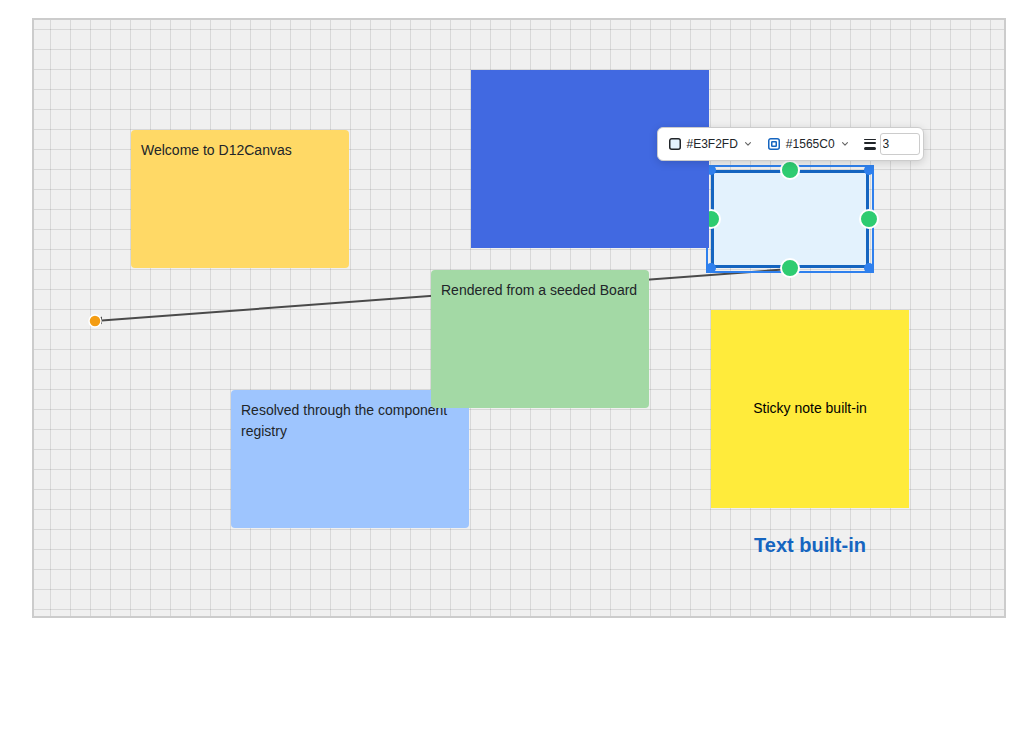 Welcome to D12Canvas
#E3F2FD
#1565C0
3
Rendered from a seeded Board
Resolved through the component
registry
Sticky note built-in
Text built-in